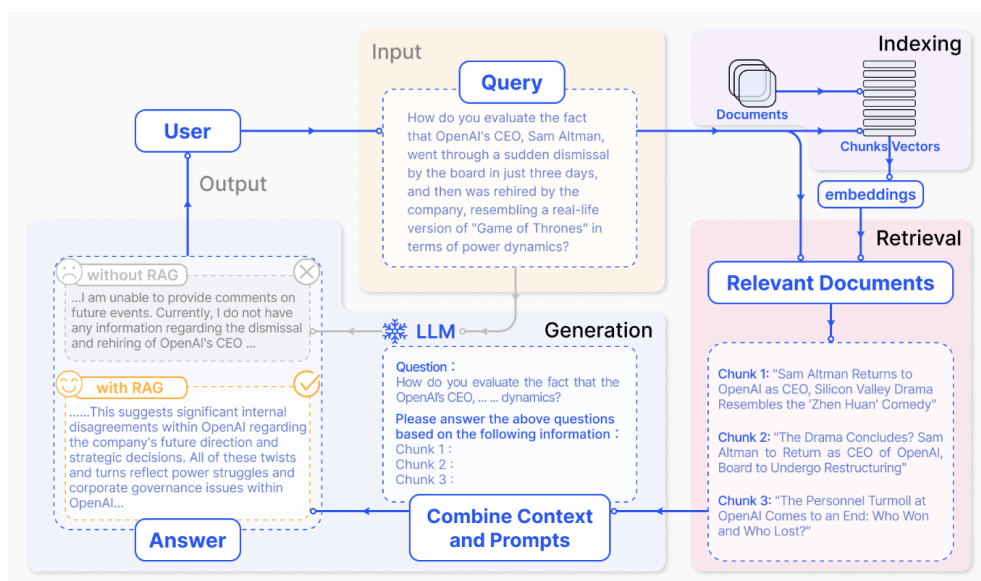 Input
Query
How do you evaluate the fact
that OpenAI's CEO, Sam Altman,
went through a sudden dismissal
by the board in just three days,
and then was rehired by the
company, resembling a real-life
version of "Game of Thrones" in
terms of power dynamics?
Indexing
Documents
Chunks Vectors
embeddings
User
Output
Retrieval
Relevant Documents
Chunk 1: "Sam Altman Returns to
OpenAI as CEO, Silicon Valley Drama
Resembles the 'Zhen Huan' Comedy"
Chunk 2: "The Drama Concludes? Sam
Altman to Return as CEO of OpenAI,
Board to Undergo Restructuring"
Chunk 3: "The Personnel Turmoil at
OpenAI Comes to an End: Who Won
and Who Lost?"
LLM
Generation
Question :
How do you evaluate the fact that the
OpenAI's CEO, ... ... dynamics?
Please answer the above questions
based on the following information :
Chunk 1 :
Chunk 2 :
Chunk 3 :
Combine Context
and Prompts
without RAG
...I am unable to provide comments on
future events. Currently, I do not have
any information regarding the dismissal
and rehiring of OpenAI's CEO ...
with RAG
......This suggests significant internal
disagreements within OpenAI regarding
the company's future direction and
strategic decisions. All of these twists
and turns reflect power struggles and
corporate governance issues within
OpenAI...
Answer